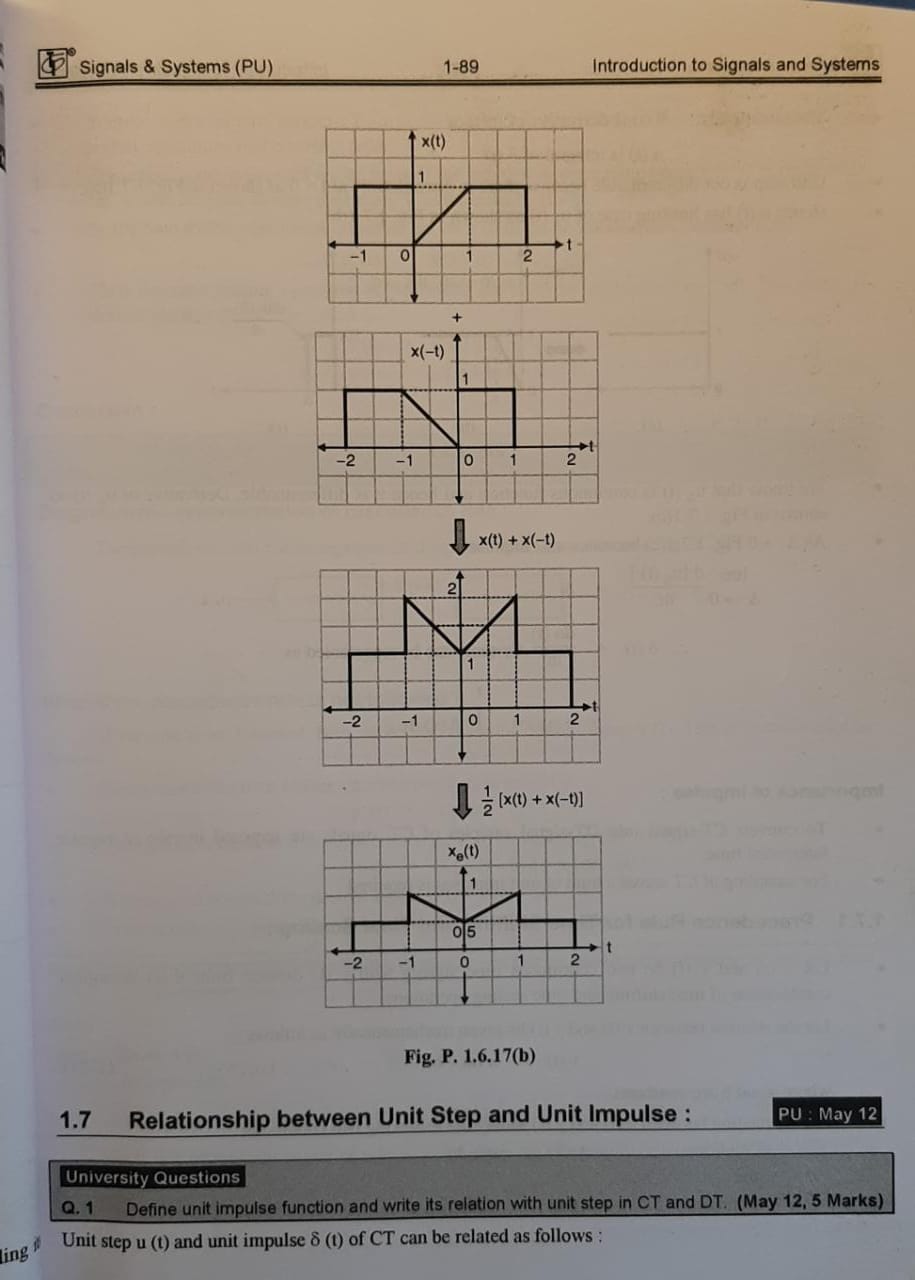 Signals & Systems (PU) 1-89 Introduction to Signals and Systems
x(t)
1
–1 0 1 2 t
+
x(–t)
1
–2 –1 0 1 2 t
x(t) + x(–t)
2
1
–2 –1 0 1 2 t
1/2 [x(t) + x(–t)]
xe(t)
1
0.5
–2 –1 0 1 2 t
Fig. P. 1.6.17(b)
1.7 Relationship between Unit Step and Unit Impulse : PU : May 12
University Questions
Q. 1 Define unit impulse function and write its relation with unit step in CT and DT. (May 12, 5 Marks)
Unit step u (t) and unit impulse δ (t) of CT can be related as follows :